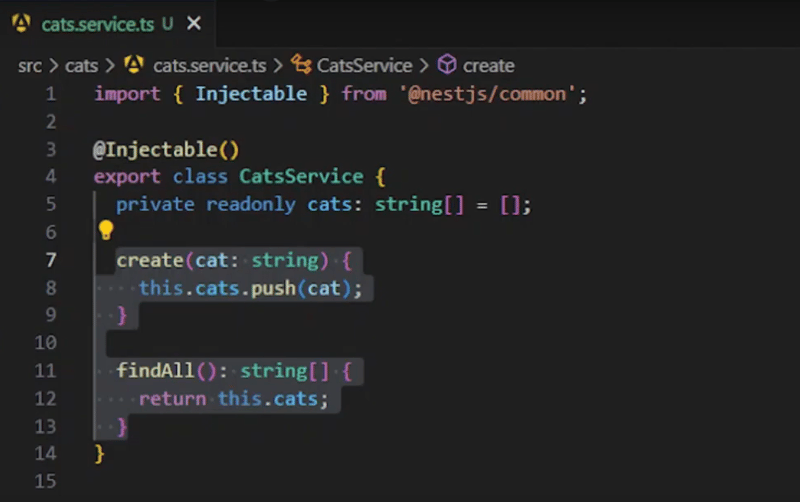 cats.service.ts U ×
src > cats > cats.service.ts > CatsService > create
1 import { Injectable } from '@nestjs/common';
2
3 @Injectable()
4 export class CatsService {
5 private readonly cats: string[] = [];
6
7 create(cat: string) {
8 this.cats.push(cat);
9 }
10
11 findAll(): string[] {
12 return this.cats;
13 }
14 }
15